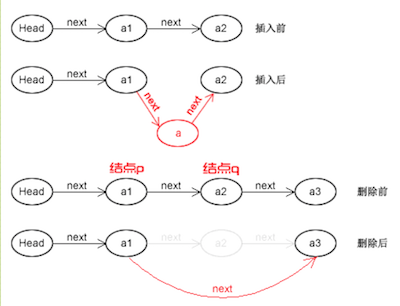 next next
Head a1 a2 插入前
next
Head a1 a2 插入后
next next
a
结点p 结点q
next next next
Head a1 a2 a3 删除前
next next next
Head a1 a2 a3 删除后
next